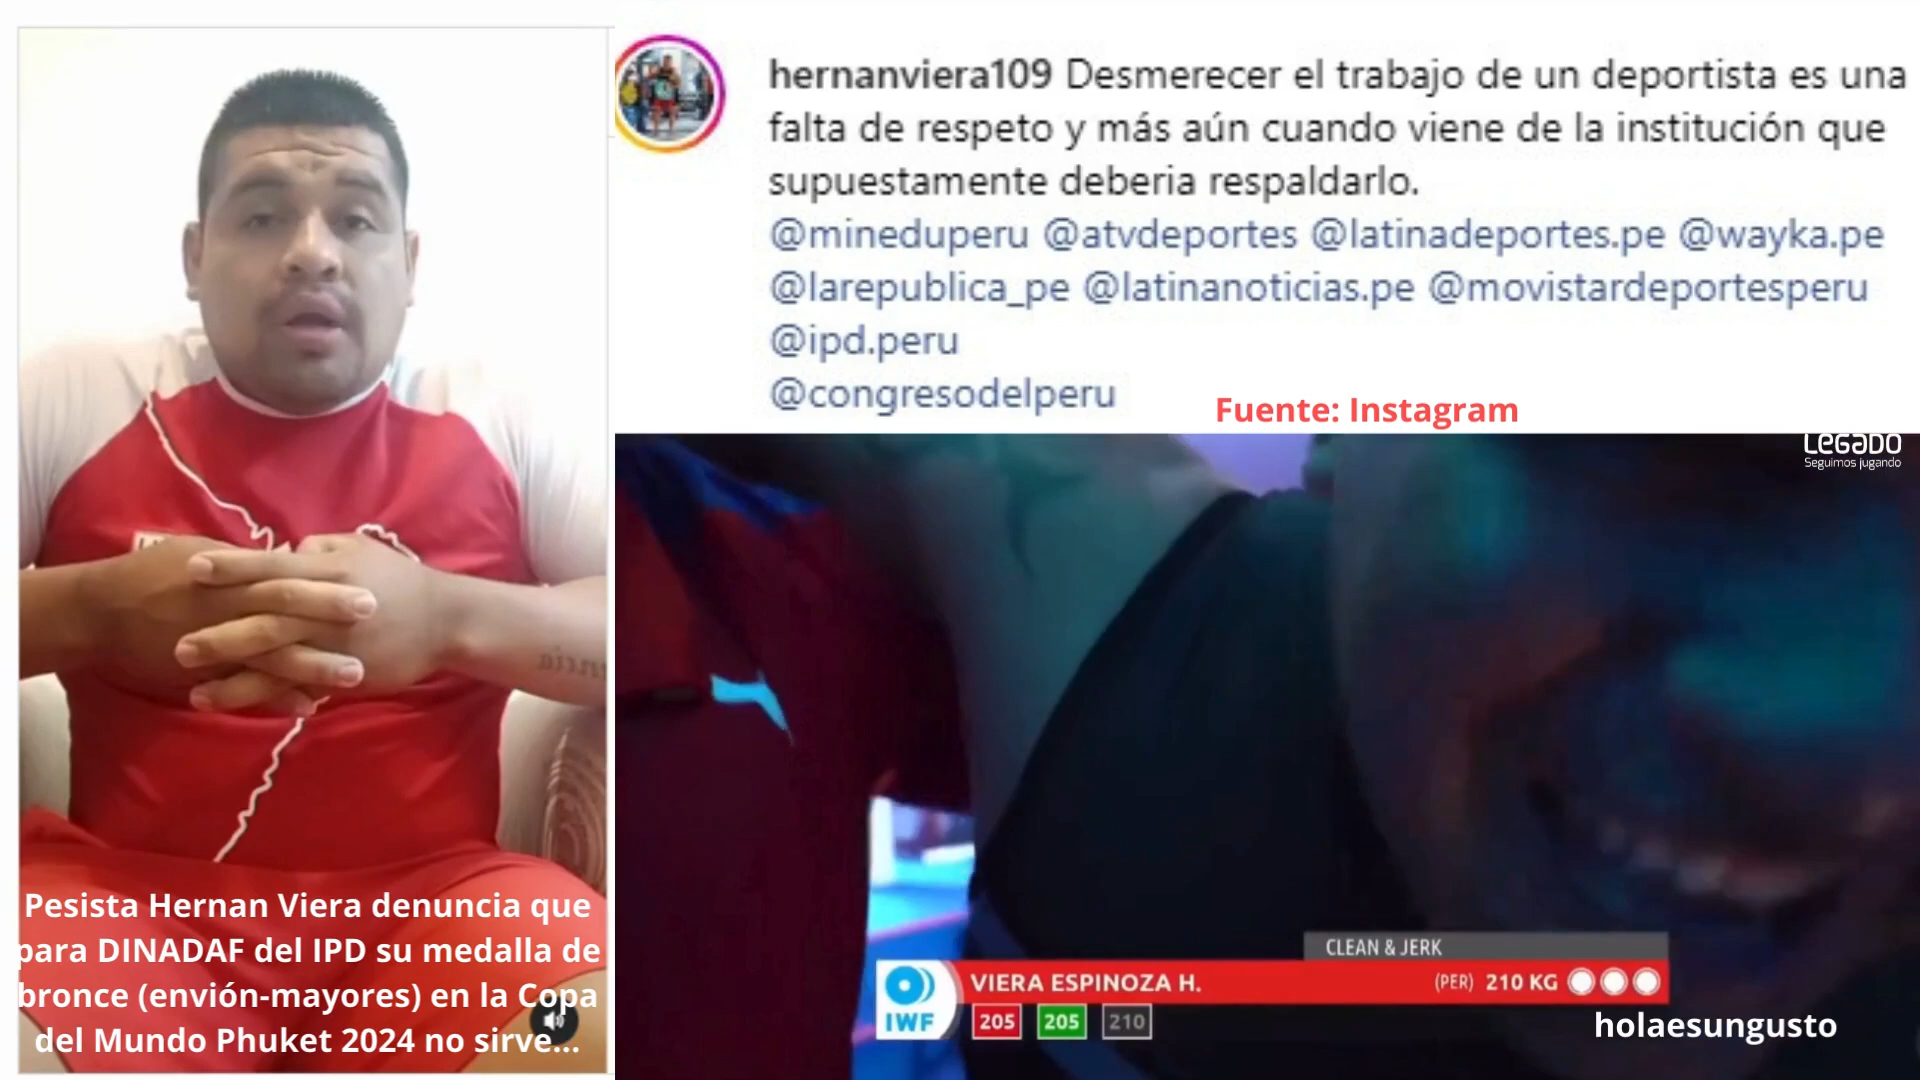 hernanviera109 Desmerecer el trabajo de un deportista es una
falta de respeto y más aún cuando viene de la institución que
supuestamente deberia respaldarlo.
@mineduperu @atvdeportes @latinadeportes.pe @wayka.pe
@larepublica_pe @latinanoticias.pe @movistardeportesperu
@ipd.peru
@congresodelperu
Fuente: Instagram
LEGADO
Seguimos jugando
Pesista Hernan Viera denuncia que
para DINADAF del IPD su medalla de
bronce (envión-mayores) en la Copa
del Mundo Phuket 2024 no sirve...
CLEAN & JERK
IWF
VIERA ESPINOZA H. (PER) 210 KG
205 205 210
holaesungusto